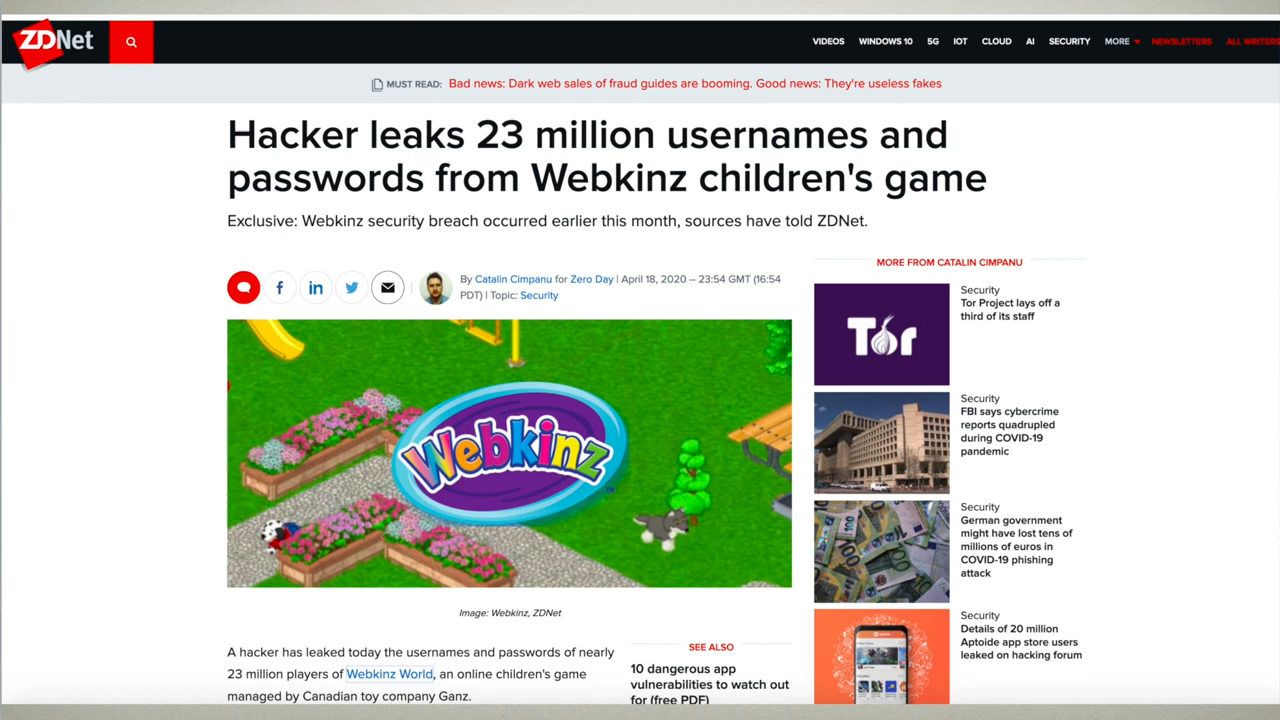 ZDNet
VIDEOS WINDOWS 10 5G IOT CLOUD AI SECURITY MORE NEWSLETTERS ALL WRITERS
MUST READ: Bad news: Dark web sales of fraud guides are booming. Good news: They're useless fakes
Hacker leaks 23 million usernames and
passwords from Webkinz children's game
Exclusive: Webkinz security breach occurred earlier this month, sources have told ZDNet.
By Catalin Cimpanu for Zero Day | April 18, 2020 -- 23:54 GMT (16:54
PDT) | Topic: Security
Webkinz™
Image: Webkinz, ZDNet
A hacker has leaked today the usernames and passwords of nearly
23 million players of Webkinz World, an online children's game
managed by Canadian toy company Ganz.
SEE ALSO
10 dangerous app
vulnerabilities to watch out
for (free PDF)
MORE FROM CATALIN CIMPANU
Tor
Security
Tor Project lays off a
third of its staff
Security
FBI says cybercrime
reports quadrupled
during COVID-19
pandemic
Security
German government
might have lost tens of
millions of euros in
COVID-19 phishing
attack
Security
Details of 20 million
Aptoide app store users
leaked on hacking forum